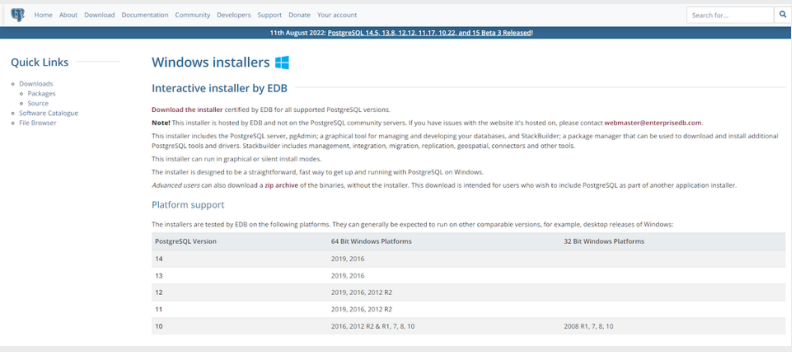 Home About Download Documentation Community Developers Support Donate Your account
Search for...
11th August 2022: PostgreSQL 14.5, 13.8, 12.12, 11.17, 10.22, and 15 Beta 3 Released!
Quick Links
Downloads
Packages
Source
Software Catalogue
File Browser
Windows installers
Interactive installer by EDB
Download the installer certified by EDB for all supported PostgreSQL versions.
Note! This installer is hosted by EDB and not on the PostgreSQL community servers. If you have issues with the website it's hosted on, please contact webmaster@enterprisedb.com.
This installer includes the PostgreSQL server, pgAdmin; a graphical tool for managing and developing your databases, and StackBuilder; a package manager that can be used to download and install additional
PostgreSQL tools and drivers. Stackbuilder includes management, integration, migration, replication, geospatial, connectors and other tools.
This installer can run in graphical or silent install modes.
The installer is designed to be a straightforward, fast way to get up and running with PostgreSQL on Windows.
Advanced users can also download a zip archive of the binaries, without the installer. This download is intended for users who wish to include PostgreSQL as part of another application installer.
Platform support
The installers are tested by EDB on the following platforms. They can generally be expected to run on other comparable versions, for example, desktop releases of Windows:
PostgreSQL Version 64 Bit Windows Platforms 32 Bit Windows Platforms
14 2019, 2016
13 2019, 2016
12 2019, 2016, 2012 R2
11 2019, 2016, 2012 R2
10 2016, 2012 R2 & R1, 7, 8, 10 2008 R1, 7, 8, 10